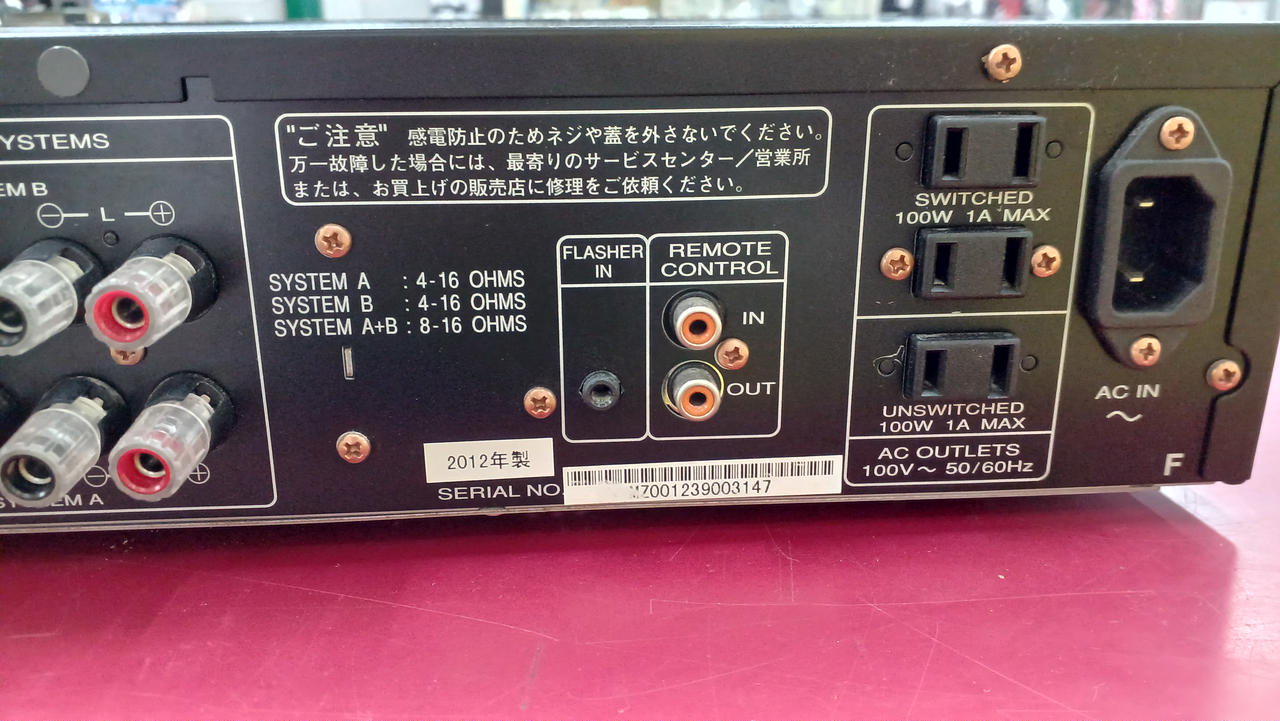 YSTEMS
EM B
⊖ L ⊕
"ご注意" 感電防止のためネジや蓋を外さないでください。
万一故障した場合には、最寄りのサービスセンター／営業所
または、お買上げの販売店に修理をご依頼ください。
SYSTEM A : 4-16 OHMS
SYSTEM B : 4-16 OHMS
SYSTEM A+B : 8-16 OHMS
FLASHER
IN
REMOTE
CONTROL
IN
OUT
SWITCHED
100W 1A MAX
UNSWITCHED
100W 1A MAX
AC OUTLETS
100V～ 50/60Hz
AC IN
～
F
⊖ ⊕
SYSTEM A
2012年製
SERIAL NO.
MZ001239003147